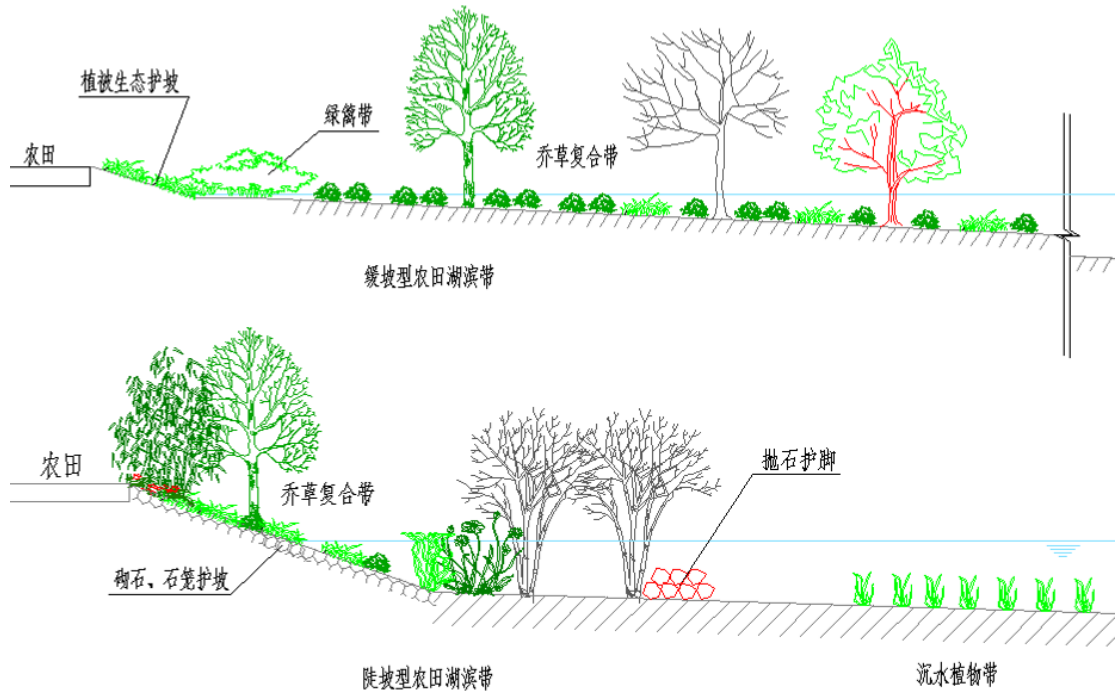 植被生态护坡
绿篱带
农田
乔草复合带
缓坡型农田湖滨带
农田
乔草复合带
抛石护脚
砌石、石笼护坡
陡坡型农田湖滨带
沉水植物带